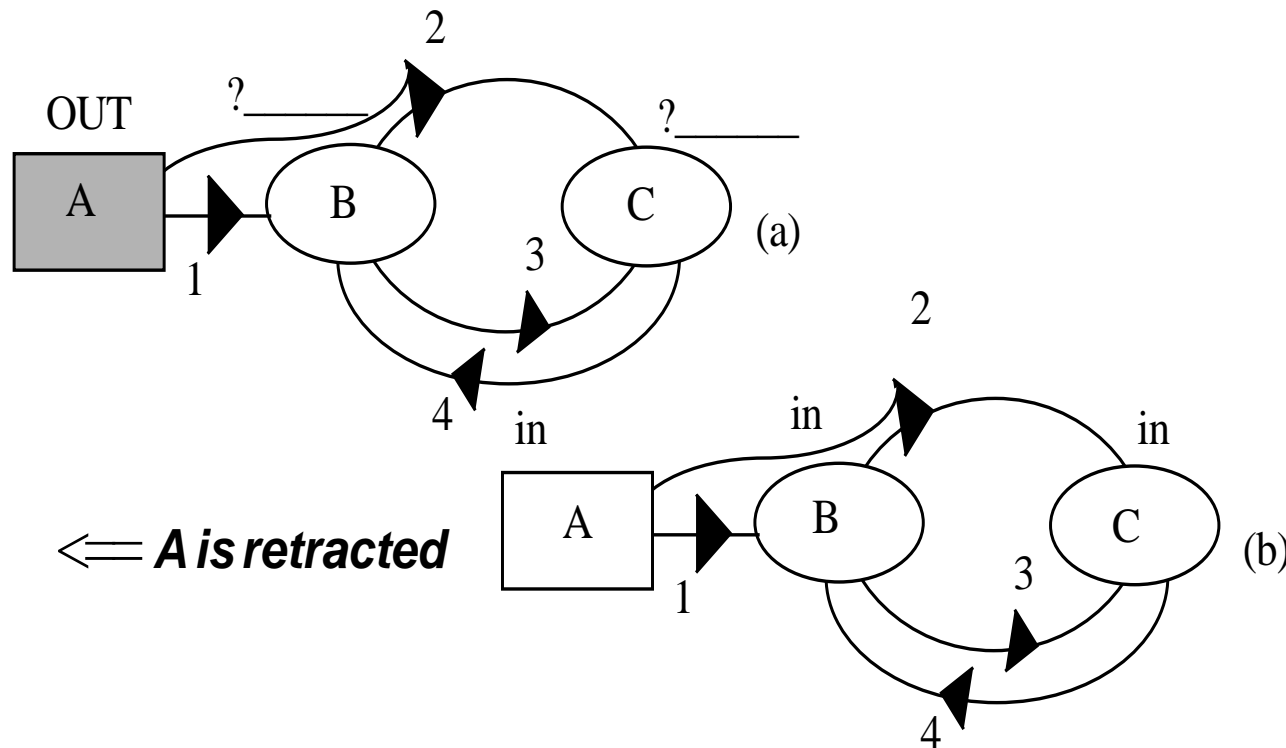 2
?______
OUT
?______
A
B
C
(a)
1
3
4
2
in
in
in
A
B
C
(b)
⇐ A is retracted
1
3
4